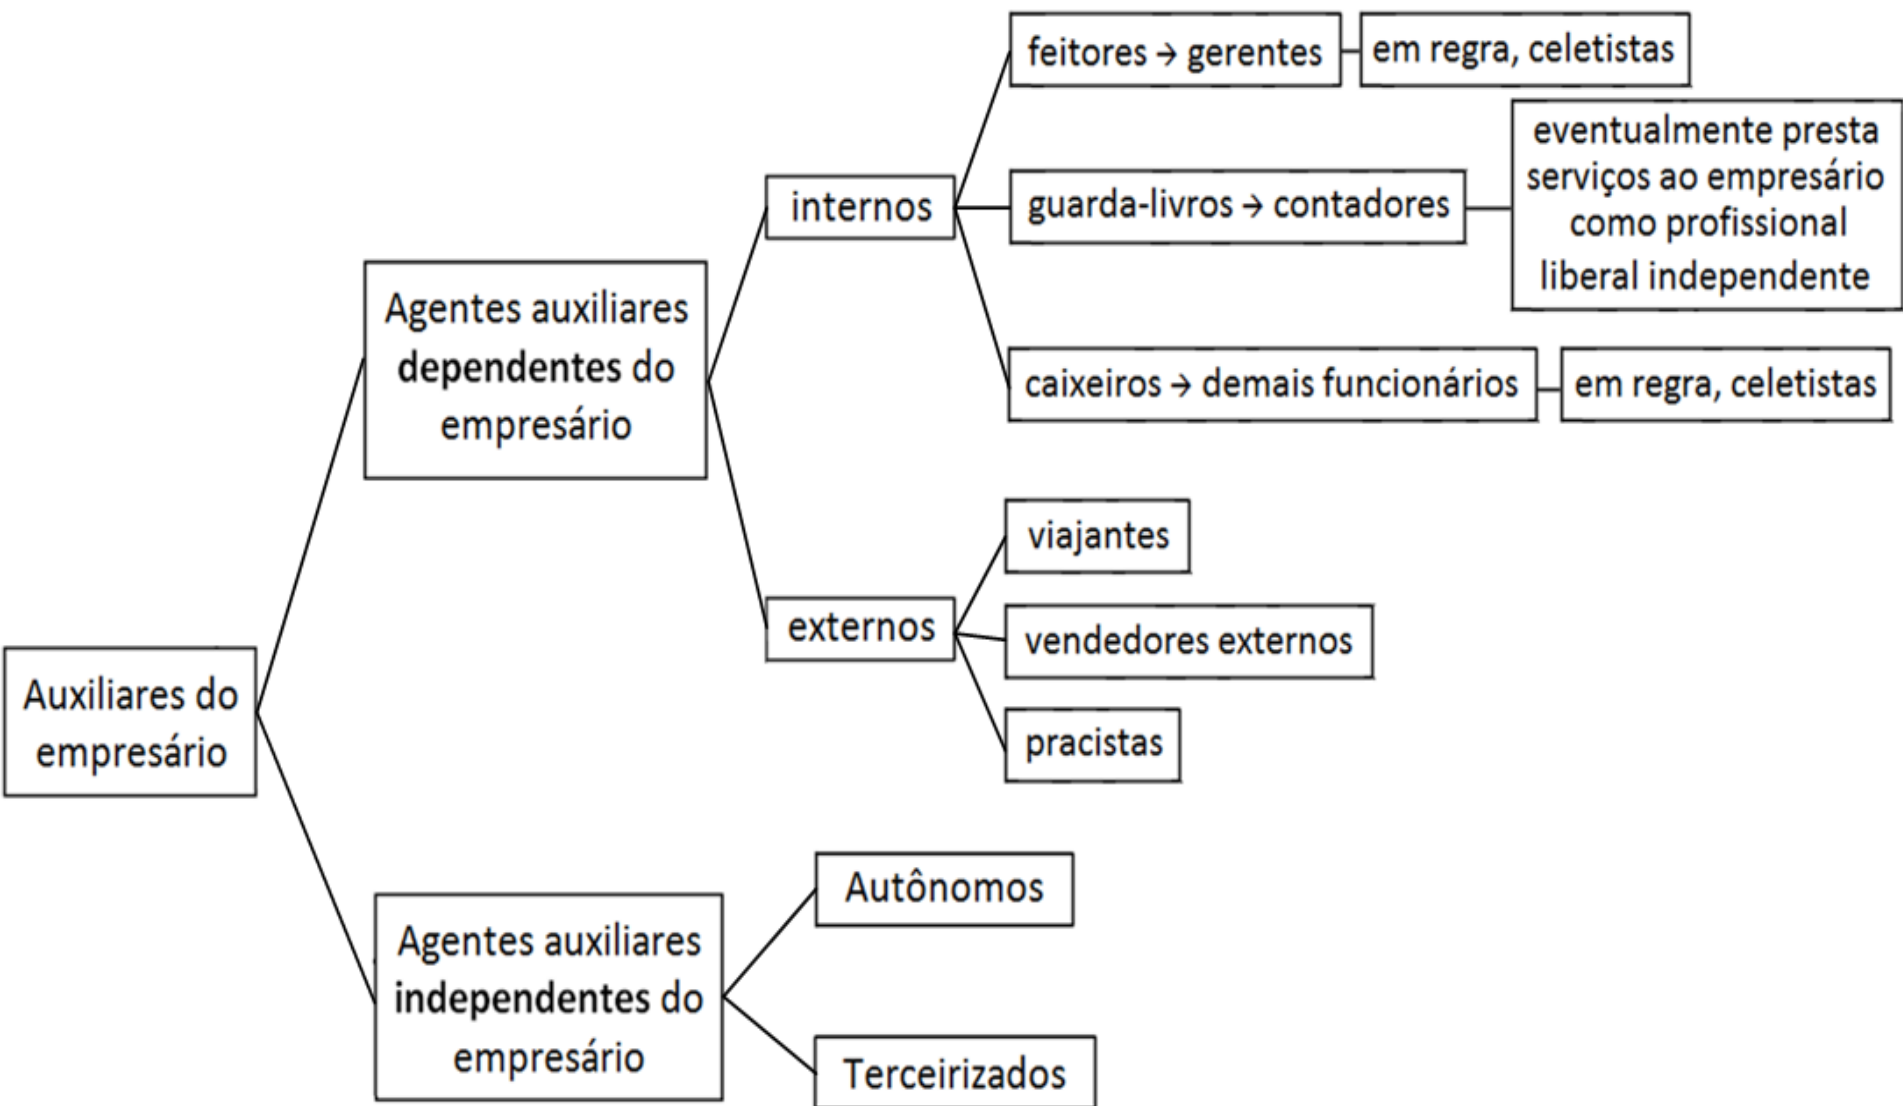 feitores → gerentes
em regra, celetistas
eventualmente presta
serviços ao empresário
como profissional
liberal independente
internos
guarda-livros → contadores
Agentes auxiliares
dependentes do
empresário
caixeiros → demais funcionários
em regra, celetistas
viajantes
externos
vendedores externos
pracistas
Auxiliares do
empresário
Autônomos
Agentes auxiliares
independentes do
empresário
Terceirizados